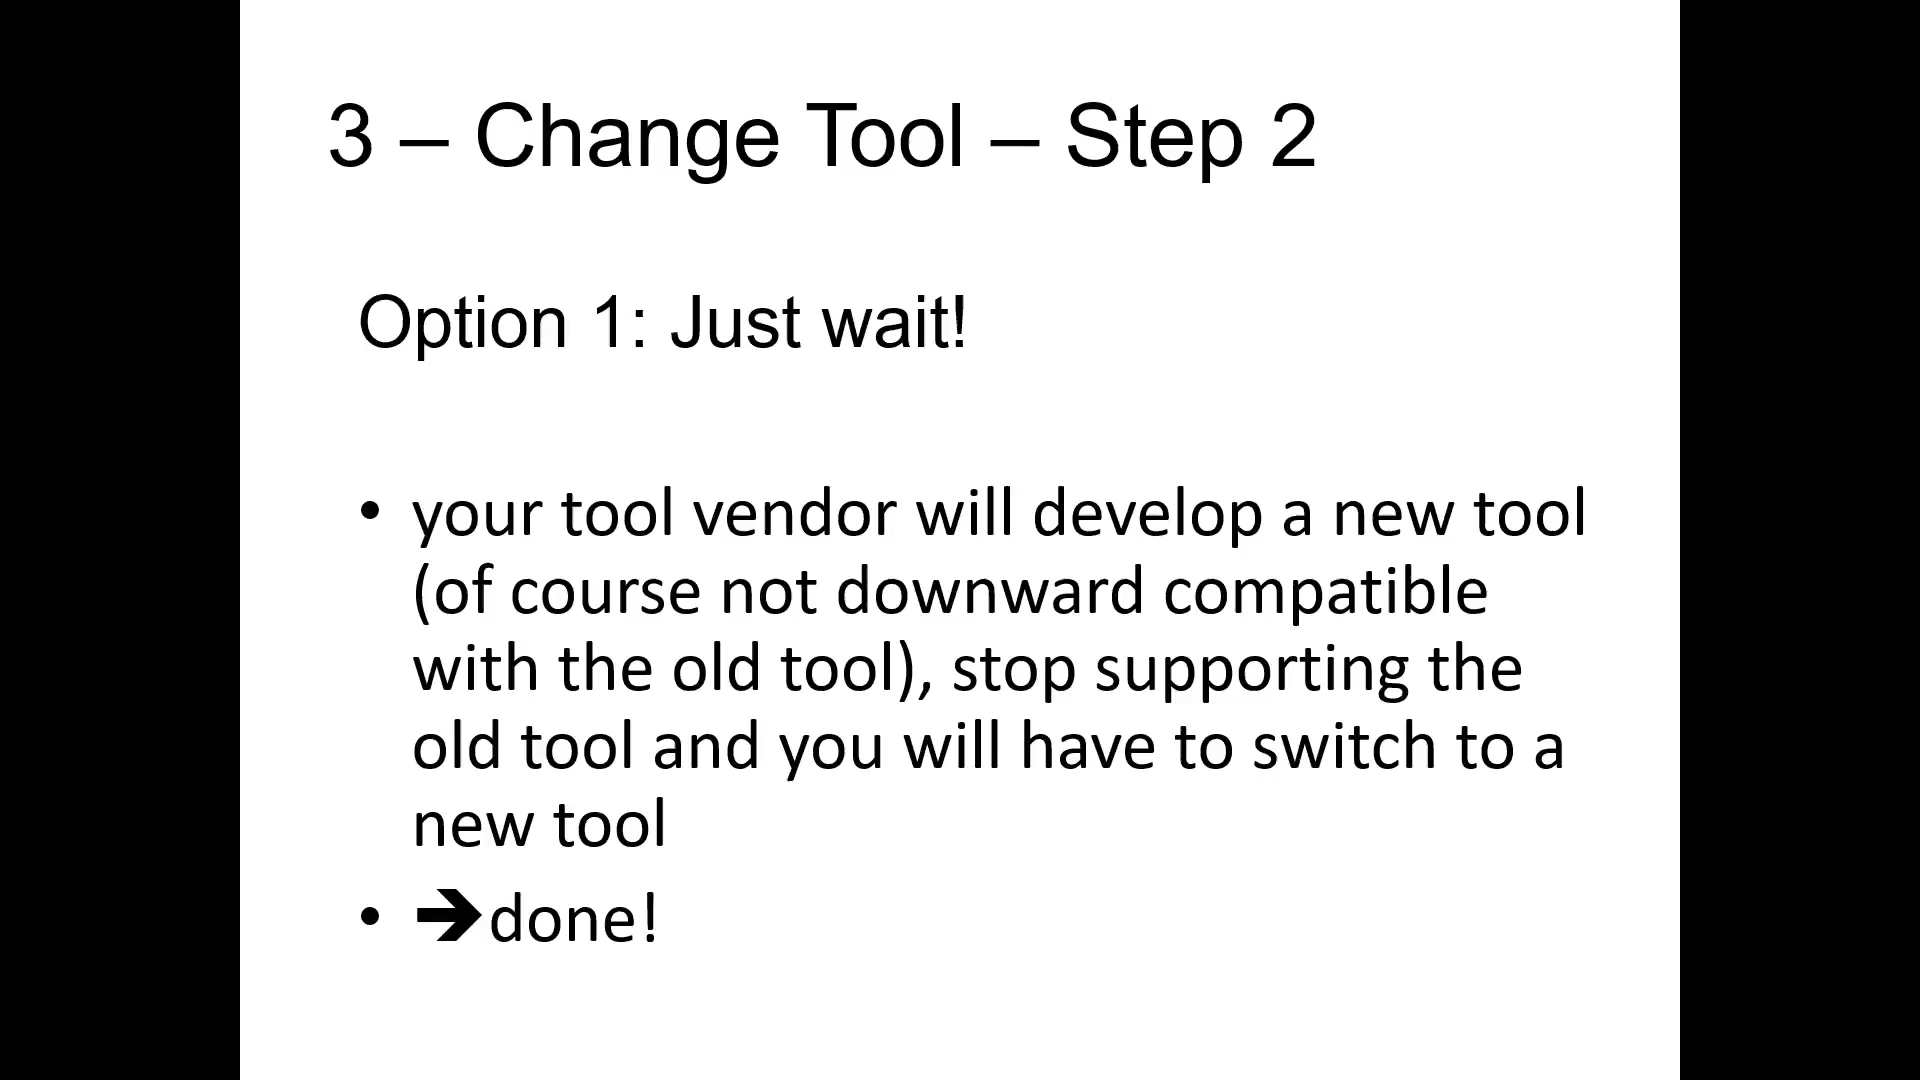 3 – Change Tool – Step 2
Option 1: Just wait!
• your tool vendor will develop a new tool
(of course not downward compatible
with the old tool), stop supporting the
old tool and you will have to switch to a
new tool
• 🡺done!